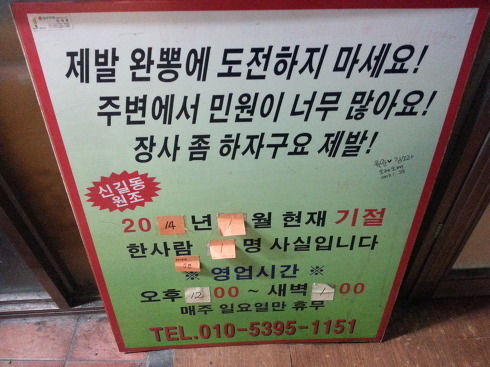 제발 완뽕에 도전하지 마세요!
주변에서 민원이 너무 많아요!
장사 좀 하자구요 제발!
신길동
원조
2014년 1월 현재 기절
한사람 1명 사실입니다
※ 영업시간 ※
오후 12:00 ~ 새벽 1:00
매주 일요일만 휴무
TEL.010-5395-1151